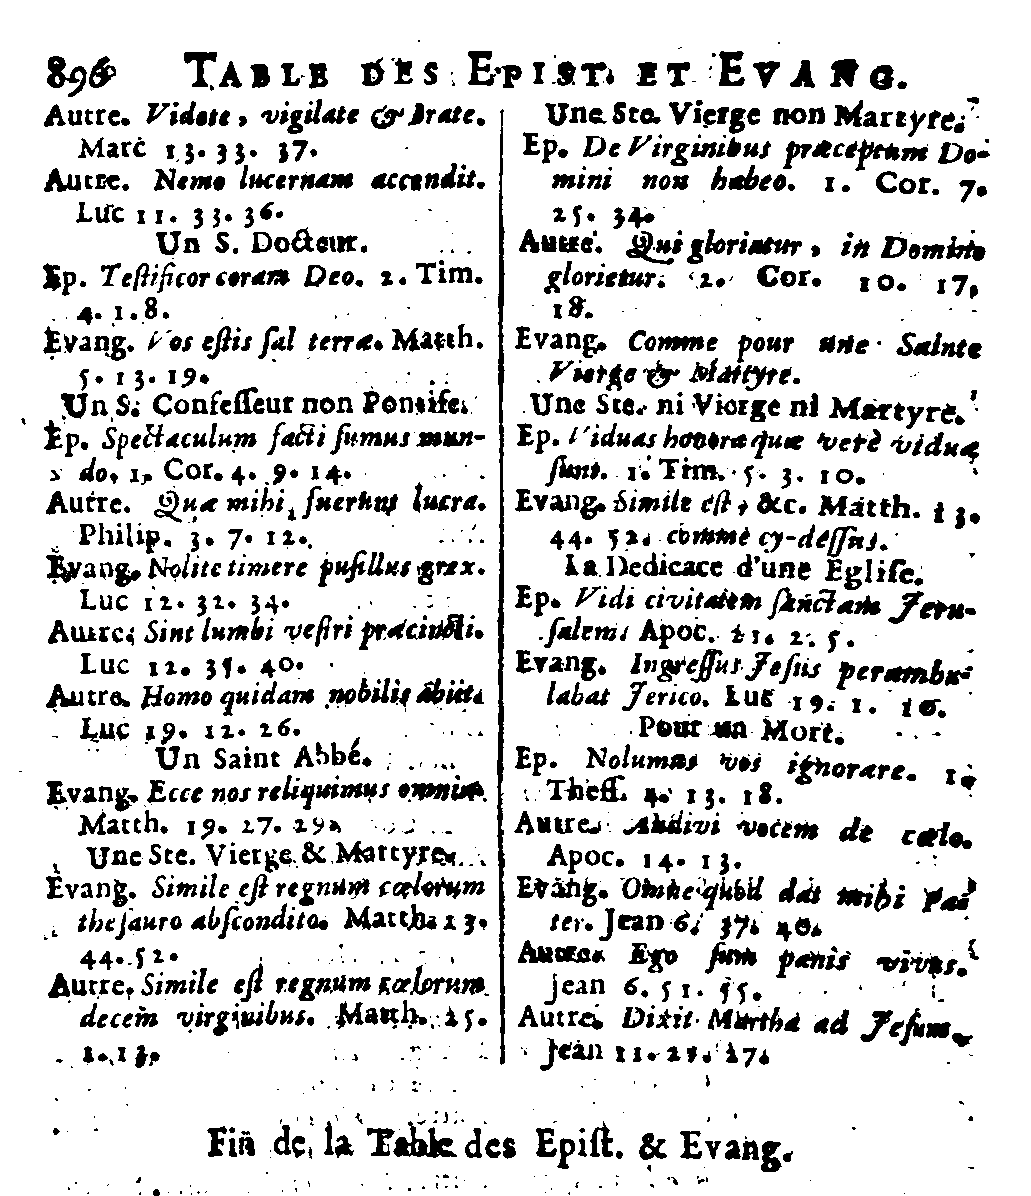 896 TABLE DES EPIST. ET EVANG.
Autre. Videte, vigilate & orate.
Marc 13. 33. 37.
Autre. Nemo lucernam accendit.
Luc 11. 33. 36.
Un S. Docteur.
Ep. Teſtificor coram Deo. 2. Tim.
4. 1. 8.
Evang. Vos eſtis ſal terræ. Matth.
5. 13. 19.
Un S. Confeſſeur non Pontife.
Ep. Spectaculum facti ſumus mun-
do, 1. Cor. 4. 9. 14.
Autre. Quæ mihi fuerunt lucra.
Philip. 3. 7. 12.
Evang. Nolite timere puſillus grex.
Luc 12. 32. 34.
Autre. Sint lumbi veſtri præcincti.
Luc 12. 35. 40.
Autre. Homo quidam nobilis abiit.
Luc 19. 12. 26.
Un Saint Abbé.
Evang. Ecce nos reliquimus omnia.
Matth. 19. 27. 29.
Une Ste. Vierge & Martyre.
Evang. Simile eſt regnum cœlorum
theſauro abſcondito. Matth. 13.
44. 52.
Autre. Simile eſt regnum cœlorum
decem virginibus. Matth. 25.
1. 13.
Une Ste. Vierge non Martyre.
Ep. De Virginibus præceptum Do-
mini non habeo. 1. Cor. 7.
25. 34.
Autre. Qui gloriatur, in Domino
glorietur. 2. Cor. 10. 17.
18.
Evang. Comme pour une Sainte
Vierge & Martyre.
Une Ste. ni Vierge ni Martyre.
Ep. Viduas honora quæ verè viduæ
ſunt. 1. Tim. 5. 3. 10.
Evang. Simile eſt, &c. Matth. 13.
44. 52. comme cy-deſſus.
La Dedicace d'une Egliſe.
Ep. Vidi civitatem ſanctam Jeru-
ſalem. Apoc. 21. 2. 5.
Evang. Ingreſſus Jeſus perambu-
labat Jerico. Luc 19. 1. 10.
Pour un Mort.
Ep. Nolumus vos ignorare. 1.
Theſſ. 4. 13. 18.
Autre. Audivi vocem de cœlo.
Apoc. 14. 13.
Evang. Omne quod dat mihi Pa-
ter. Jean 6. 37. 40.
Autre. Ego ſum panis vivus.
Jean 6. 51. 55.
Autre. Dixit Martha ad Jeſum.
Jean 11. 21. 27.
Fin de la Table des Epiſt. & Evang.